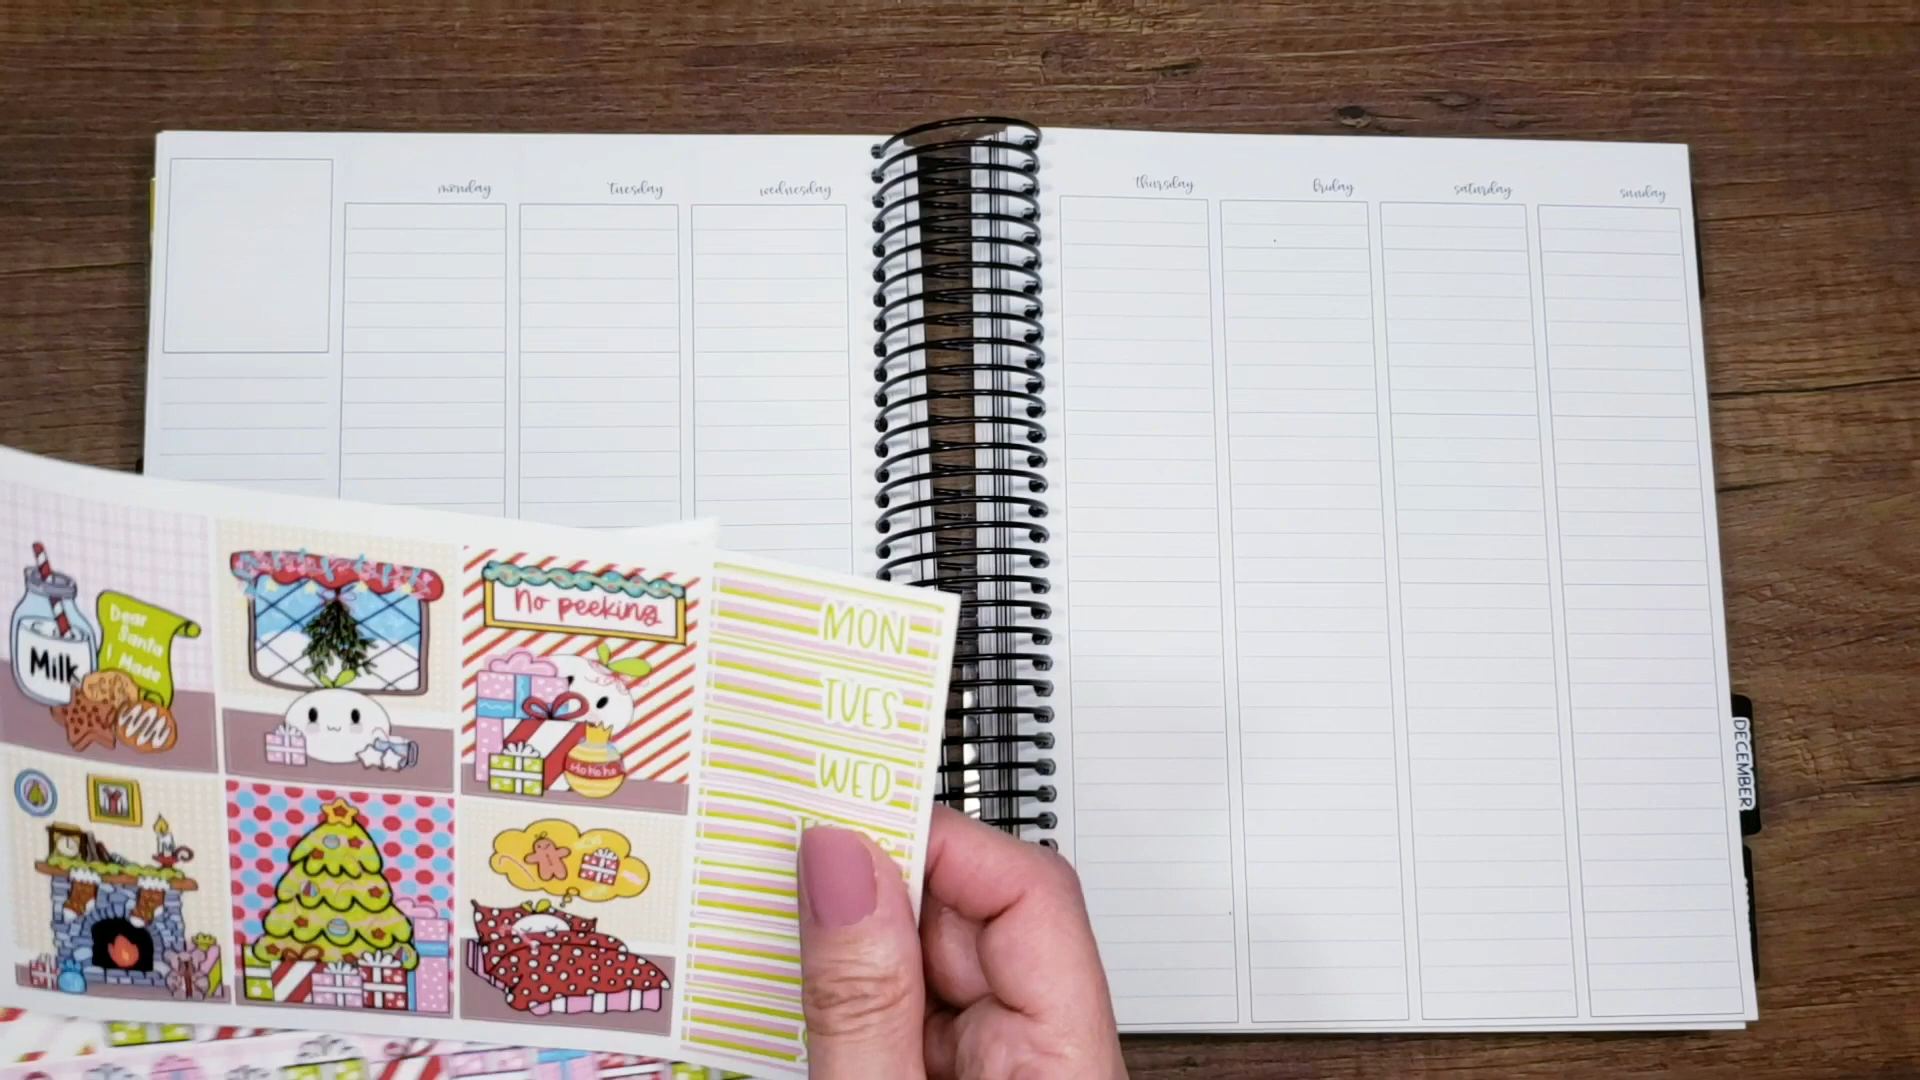 monday
tuesday
wednesday
thursday
friday
saturday
sunday
Milk
Dear
Santa
I Made
No peeking
Ho Ho Ho
MON
TUES
WED
DECEMBER